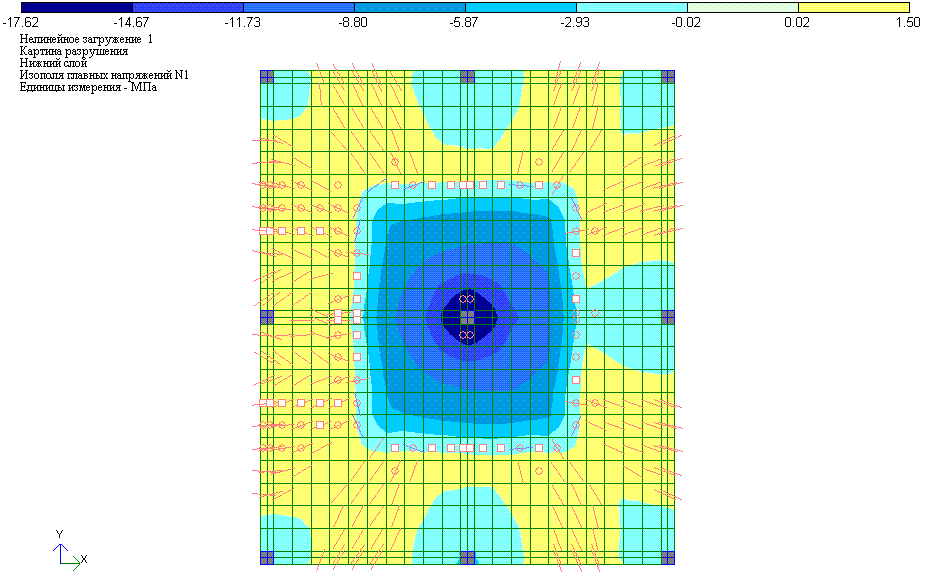 -17.62 -14.67 -11.73 -8.80 -5.87 -2.93 -0.02 0.02 1.50
Нелинейное загружение 1
Картина разрушения
Нижний слой
Изополя главных напряжений N1
Единицы измерения - МПа
Y
X